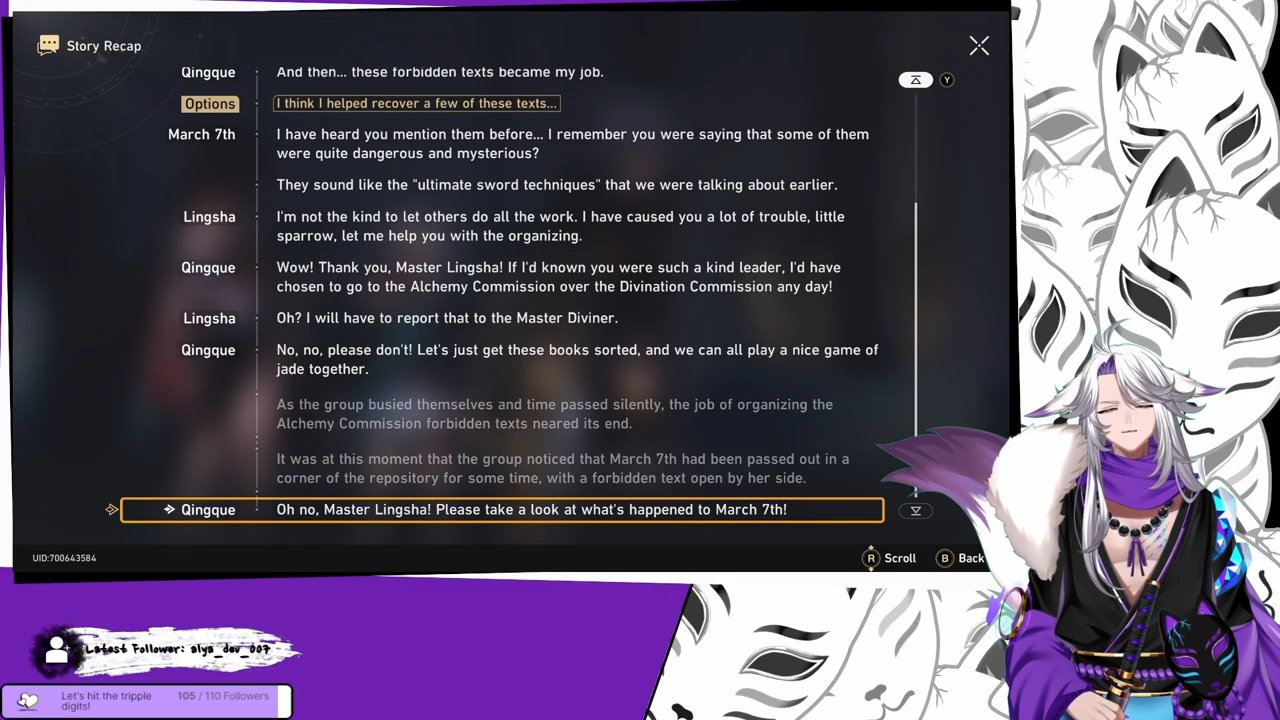 Story Recap
Qingque And then... these forbidden texts became my job.
Y
Options I think I helped recover a few of these texts...
March 7th I have heard you mention them before... I remember you were saying that some of them
were quite dangerous and mysterious?
They sound like the "ultimate sword techniques" that we were talking about earlier.
Lingsha I'm not the kind to let others do all the work. I have caused you a lot of trouble, little
sparrow, let me help you with the organizing.
Qingque Wow! Thank you, Master Lingsha! If I'd known you were such a kind leader, I'd have
chosen to go to the Alchemy Commission over the Divination Commission any day!
Lingsha Oh? I will have to report that to the Master Diviner.
Qingque No, no, please don't! Let's just get these books sorted, and we can all play a nice game of
jade together.
As the group busied themselves and time passed silently, the job of organizing the
Alchemy Commission forbidden texts neared its end.
It was at this moment that the group noticed that March 7th had been passed out in a
corner of the repository for some time, with a forbidden text open by her side.
Qingque Oh no, Master Lingsha! Please take a look at what's happened to March 7th!
UID:700643584
R Scroll B Back
Latest Follower: alya_dev_007
Let's hit the tripple 105 / 110 Followers
digits!